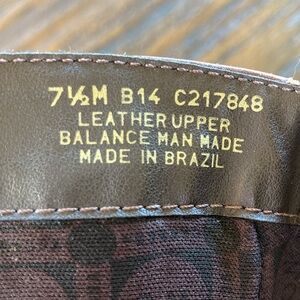 7½M B14 C217848
LEATHER UPPER
BALANCE MAN MADE
MADE IN BRAZIL